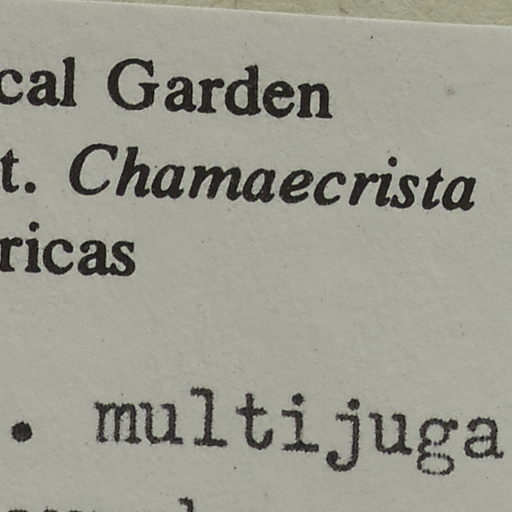 cal Garden
t. Chamaecrista
ricas
. multijuga